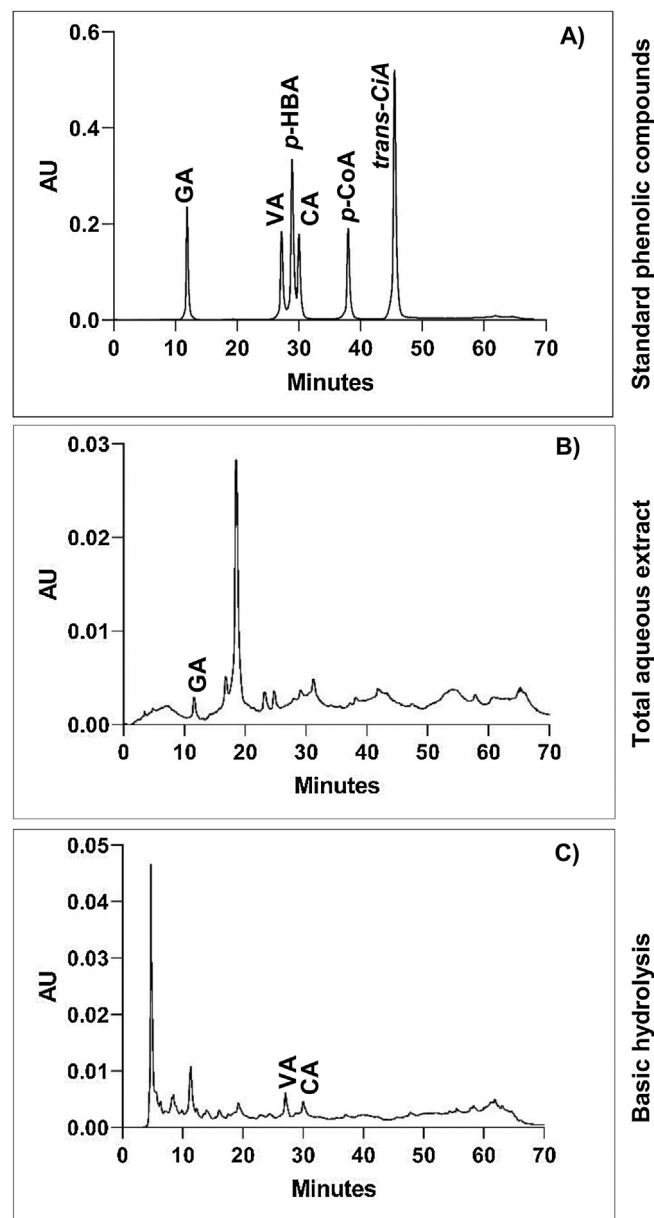 A)
Standard phenolic compounds
AU
0.6
0.4
0.2
0.0
GA
VA
p-HBA
CA
p-CoA
trans-CiA
0 10 20 30 40 50 60 70
Minutes
B)
Total aqueous extract
AU
0.03
0.02
0.01
0.00
GA
0 10 20 30 40 50 60 70
Minutes
C)
Basic hydrolysis
AU
0.05
0.04
0.03
0.02
0.01
0.00
VA
CA
0 10 20 30 40 50 60 70
Minutes